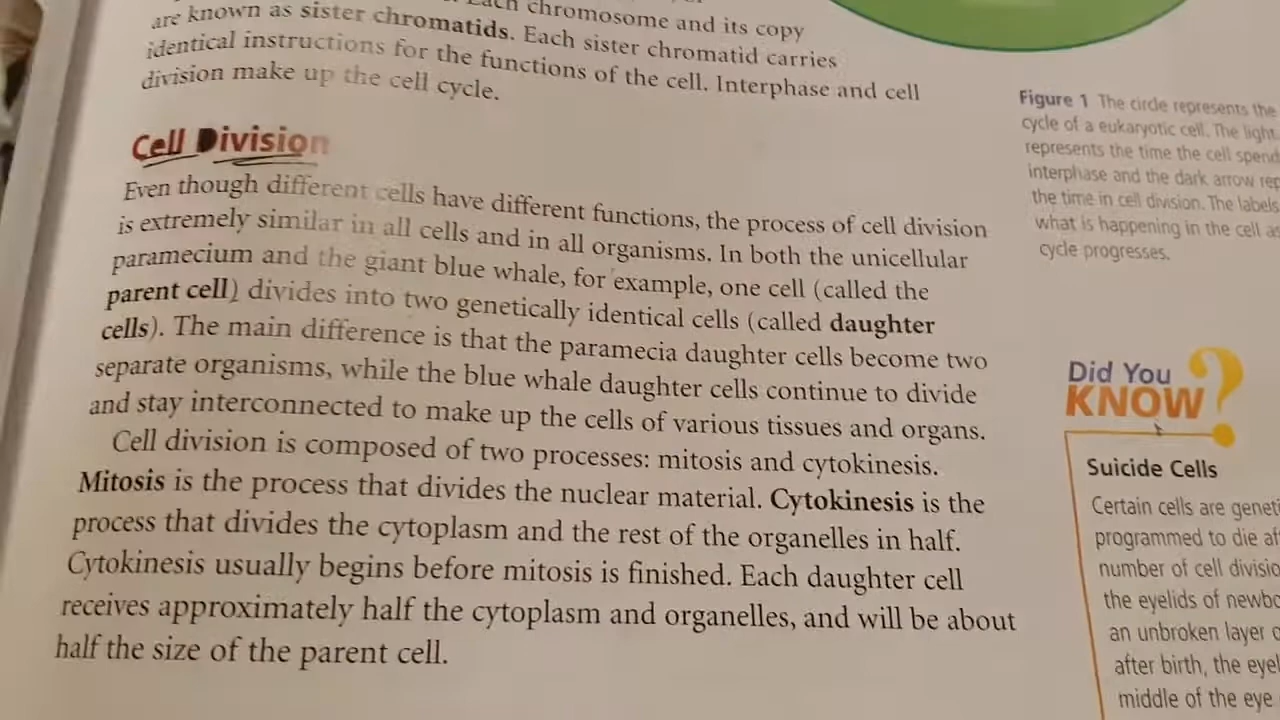 Each chromosome and its copy
are known as sister chromatids. Each sister chromatid carries
identical instructions for the functions of the cell. Interphase and cell
division make up the cell cycle.
Cell Division
Even though different cells have different functions, the process of cell division
is extremely similar in all cells and in all organisms. In both the unicellular
paramecium and the giant blue whale, for example, one cell (called the
parent cell) divides into two genetically identical cells (called daughter
cells). The main difference is that the paramecia daughter cells become two
separate organisms, while the blue whale daughter cells continue to divide
and stay interconnected to make up the cells of various tissues and organs.
Cell division is composed of two processes: mitosis and cytokinesis.
Mitosis is the process that divides the nuclear material. Cytokinesis is the
process that divides the cytoplasm and the rest of the organelles in half.
Cytokinesis usually begins before mitosis is finished. Each daughter cell
receives approximately half the cytoplasm and organelles, and will be about
half the size of the parent cell.
Figure 1 The circle represents the
cycle of a eukaryotic cell. The light
represents the time the cell spend
interphase and the dark arrow rep
the time in cell division. The labels
what is happening in the cell as
cycle progresses.
Did You
KNOW?
Suicide Cells
Certain cells are geneti
programmed to die af
number of cell divisio
the eyelids of newbo
an unbroken layer
after birth, the eyel
middle of the eye